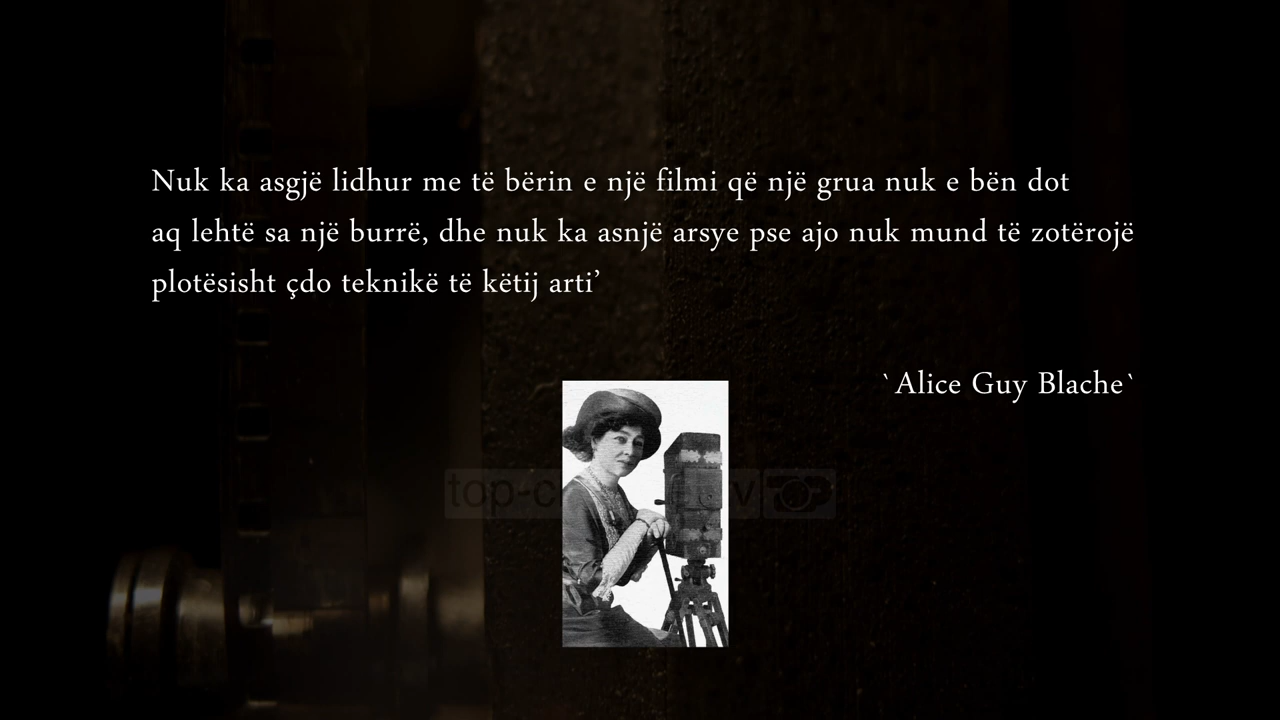 Nuk ka asgjë lidhur me të bërin e një filmi që një grua nuk e bën dot
aq lehtë sa një burrë, dhe nuk ka asnjë arsye pse ajo nuk mund të zotërojë
plotësisht çdo teknikë të këtij arti’
`Alice Guy Blache`
TOP